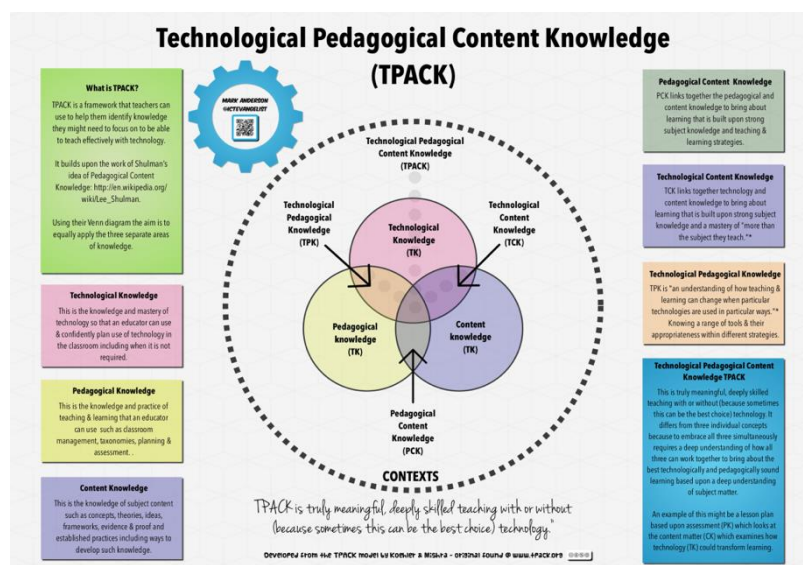 Technological Pedagogical Content Knowledge
(TPACK)
What is TPACK?
TPACK is a framework that teachers can
use to help them identify knowledge
they might need to focus on to be able
to teach effectively with technology.
It builds upon the work of Shulman's
idea of Pedagogical Content
Knowledge: http://en.wikipedia.org/
wiki/Lee_Shulman.
Using their Venn diagram the aim is to
equally apply the three separate areas
of knowledge.
Technological Knowledge
This is the knowledge and mastery of
technology so that an educator can use
& confidently plan use of technology in
the classroom including when it is not
required.
Pedagogical Knowledge
This is the knowledge and practice of
teaching & learning that an educator
can use such as classroom
management, taxonomies, planning &
assessment. .
Content Knowledge
This is the knowledge of subject content
such as concepts, theories, ideas,
frameworks, evidence & proof and
established practices including ways to
develop such knowledge.
MARK ANDERSON
@ICTEVANGELIST
Technological Pedagogical
Content Knowledge
(TPACK)
Technological
Pedagogical
Knowledge
(TPK)
Technological
Content
Knowledge
(TCK)
Technological
Knowledge
(TK)
Pedagogical
knowledge
(TK)
Content
knowledge
(TK)
Pedagogical
Content
Knowledge
(PCK)
CONTEXTS
TPACK is truly meaningful, deeply skilled teaching with or without
(because sometimes this can be the best choice) technology."
Developed from the TPACK model by Koehler & Mishra - original found @ www.tpack.org
Pedagogical Content Knowledge
PCK links together the pedagogical and
content knowledge to bring about
learning that is built upon strong
subject knowledge and teaching &
learning strategies.
Technological Content Knowledge
TCK links together technology and
content knowledge to bring about
learning that is built upon strong subject
knowledge and a mastery of "more than
the subject they teach."*
Technological Pedagogical Knowledge
TPK is "an understanding of how teaching &
learning can change when particular
technologies are used in particular ways."*
Knowing a range of tools & their
appropriateness within different strategies.
Technological Pedagogical Content
Knowledge TPACK
This is truly meaningful, deeply skilled
teaching with or without (because sometimes
this can be the best choice) technology. It
differs from three individual concepts
because to embrace all three simultaneously
requires a deep understanding of how all
three can work together to bring about the
best technologically and pedagogically sound
learning based upon a deep understanding
of subject matter.
An example of this might be a lesson plan
based upon assessment (PK) which looks at
the content matter (CK) which examines how
technology (TK) could transform learning.